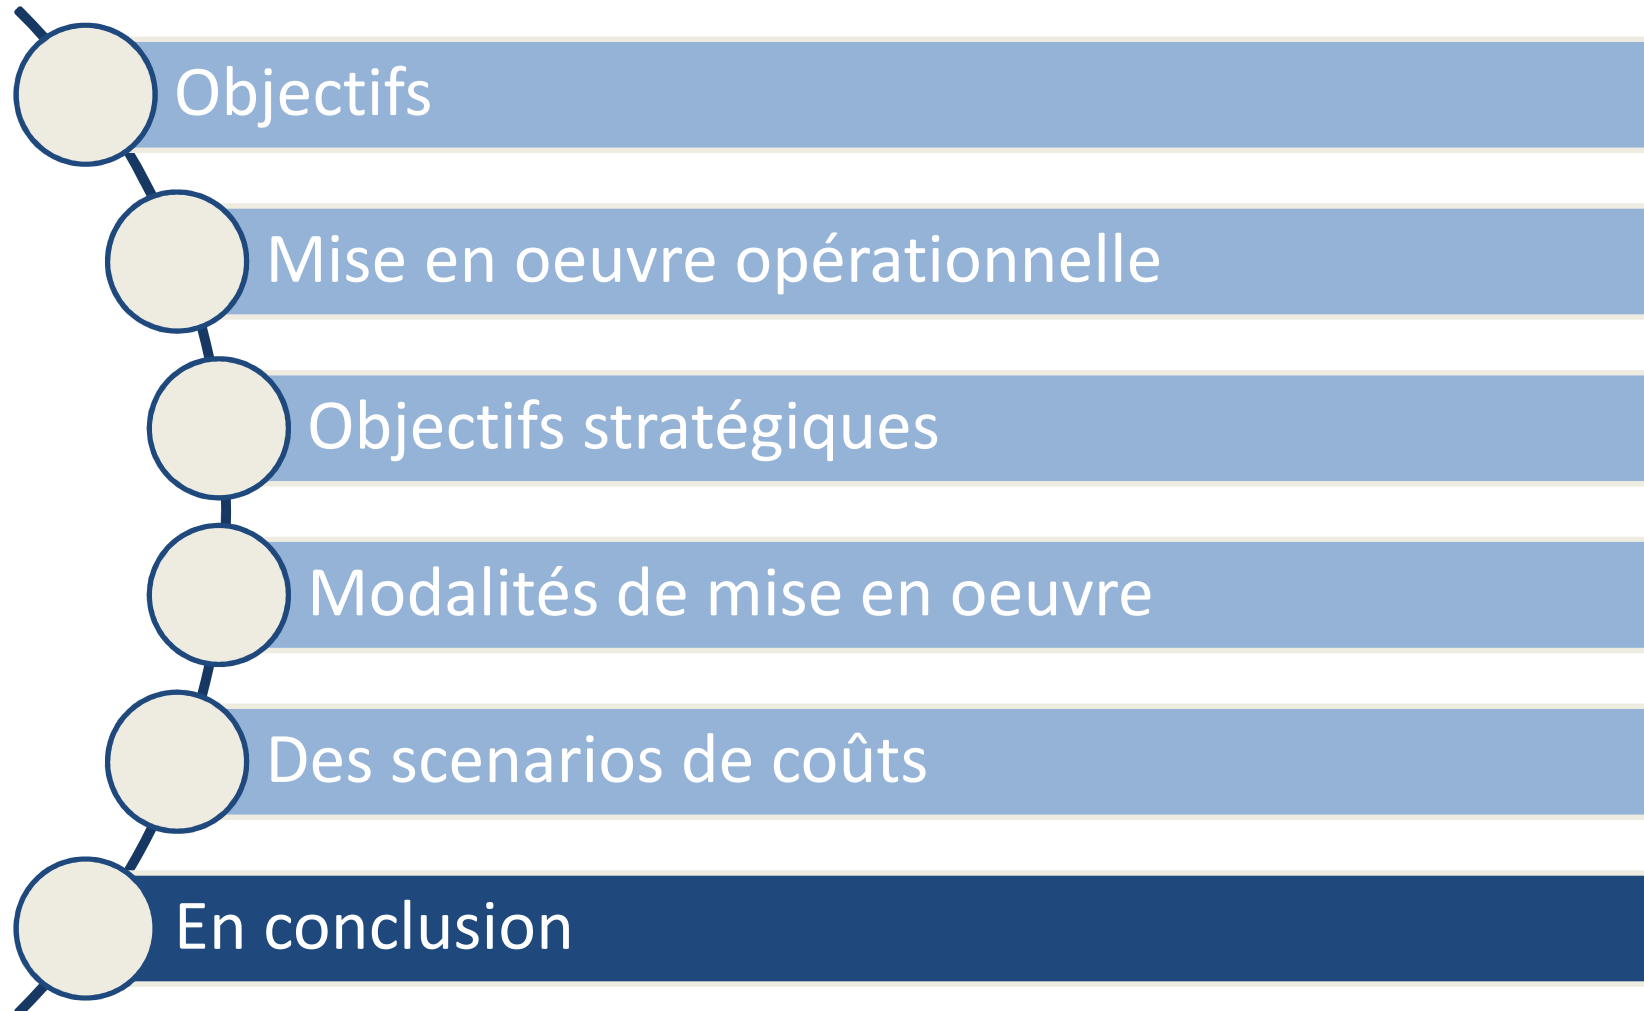 Objectifs
Mise en oeuvre opérationnelle
Objectifs stratégiques
Modalités de mise en oeuvre
Des scenarios de coûts
En conclusion